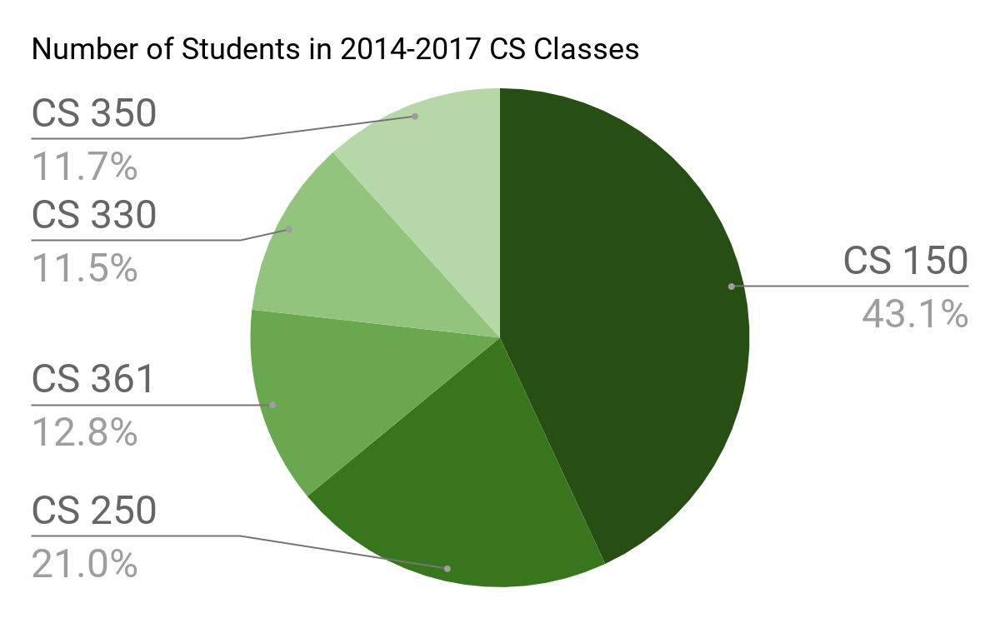 Number of Students in 2014-2017 CS Classes
CS 350
11.7%
CS 330
11.5%
CS 361
12.8%
CS 250
21.0%
CS 150
43.1%